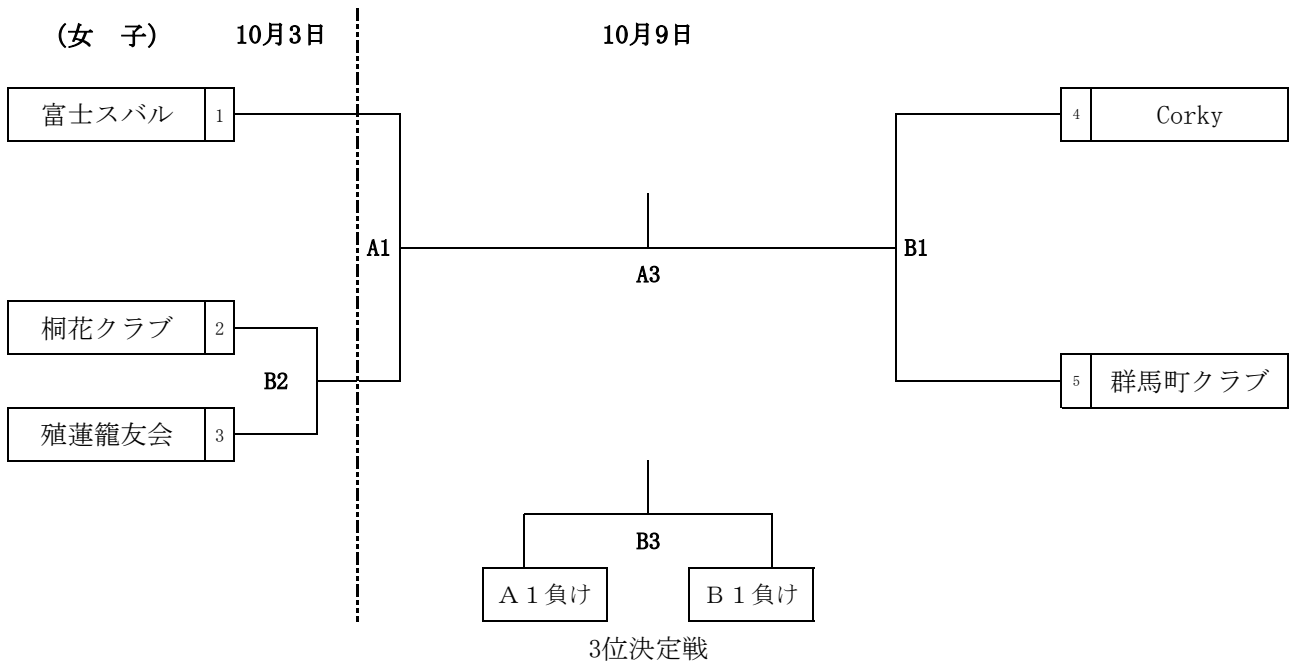 (女　子)　10月3日　10月9日
富士スバル 1
4 Corky
A1
B1
A3
桐花クラブ 2
B2
5 群馬町クラブ
殖蓮籠友会 3
B3
Ａ１負け
Ｂ１負け
3位決定戦